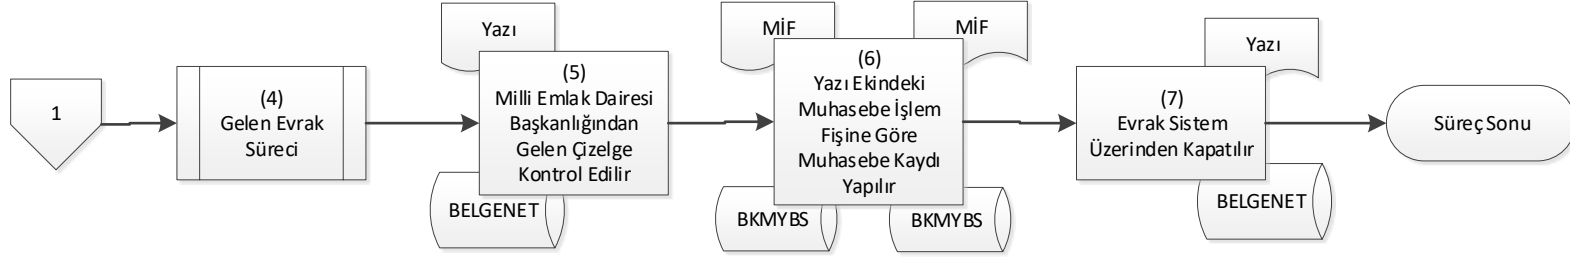 1
(4)
Gelen Evrak
Süreci
Yazı
(5)
Milli Emlak Dairesi
Başkanlığından
Gelen Çizelge
Kontrol Edilir
BELGENET
MİF
MİF
(6)
Yazı Ekindeki
Muhasebe İşlem
Fişine Göre
Muhasebe Kaydı
Yapılır
BKMYBS
BKMYBS
Yazı
(7)
Evrak Sistem
Üzerinden Kapatılır
BELGENET
Süreç Sonu